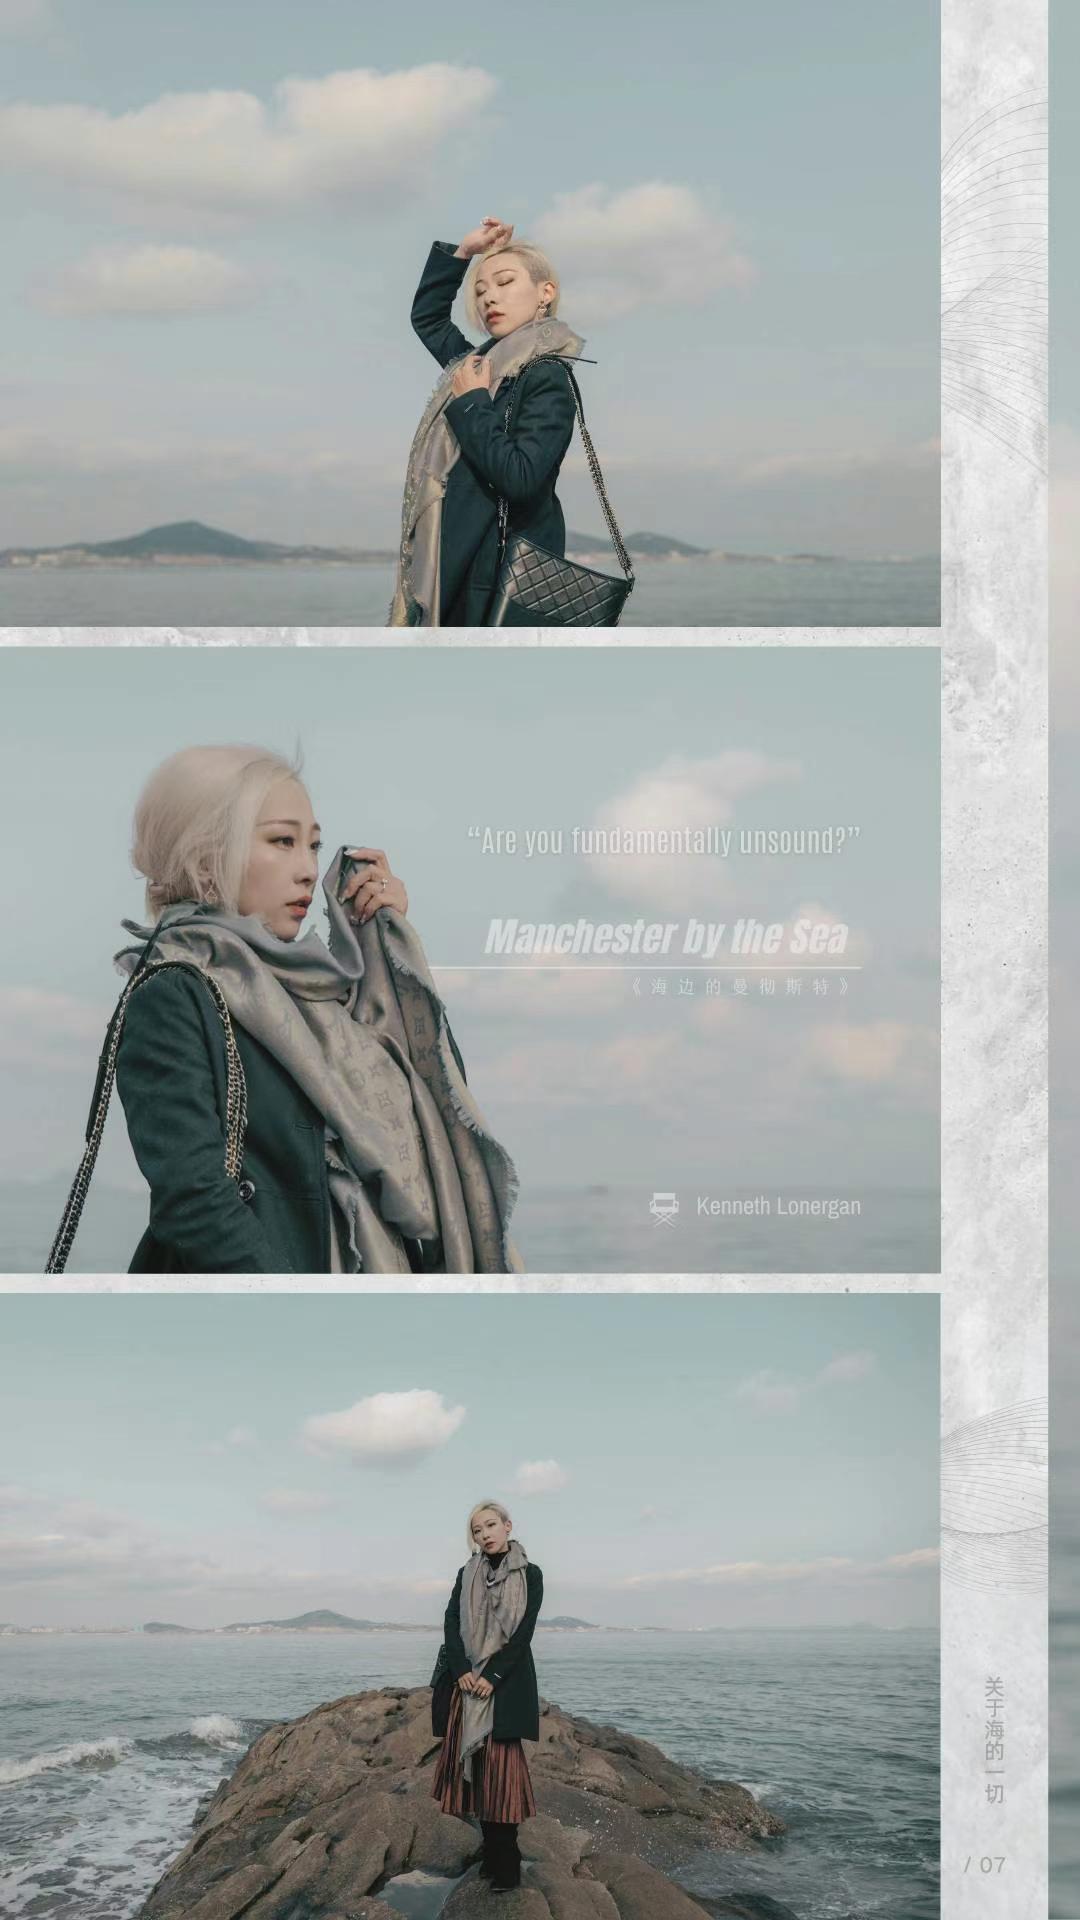 “Are you fundamentally unsound?”
Manchester by the Sea
《海边的曼彻斯特》
Kenneth Lonergan
关于海的一切
/ 07